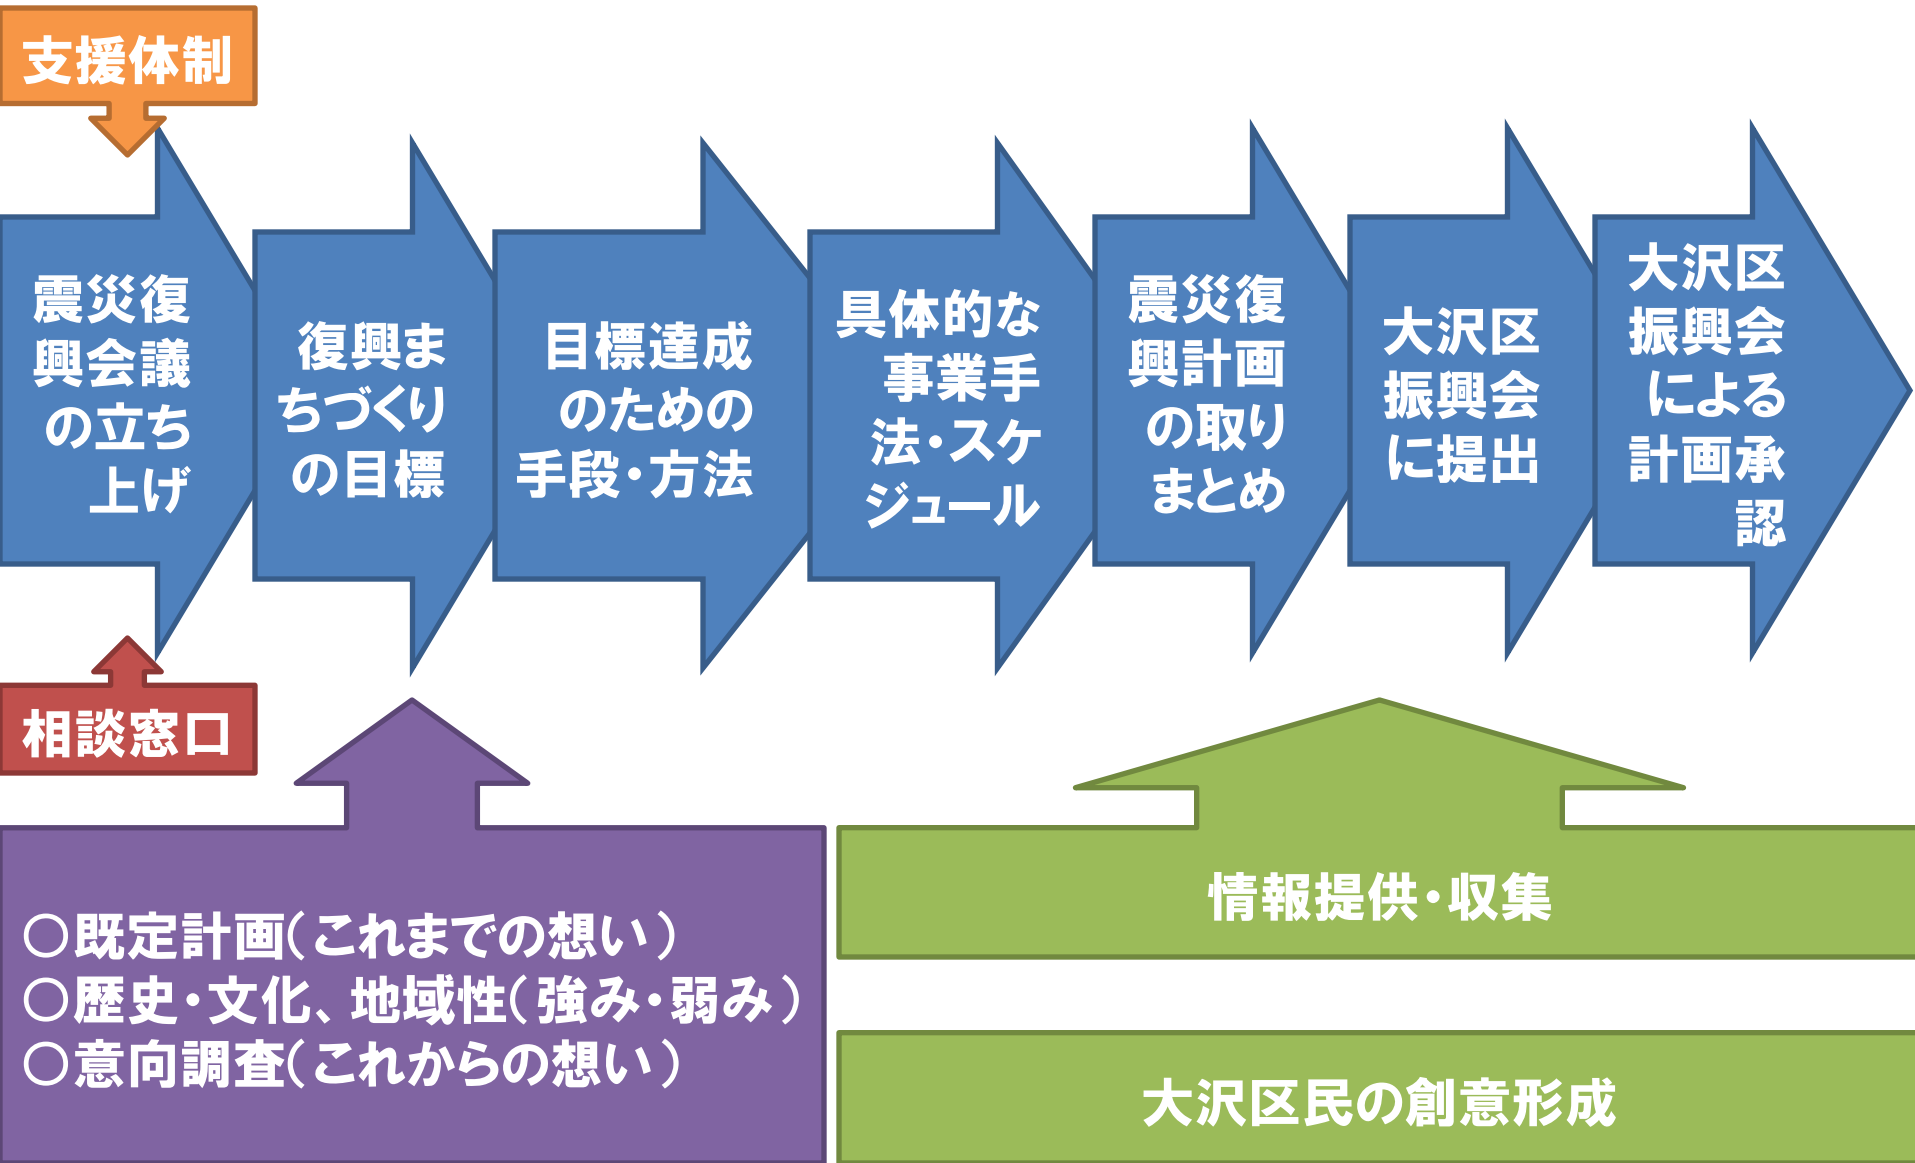 支援体制
震災復
興会議
の立ち
上げ
復興ま
ちづくり
の目標
目標達成
のための
手段・方法
具体的な
事業手
法・スケ
ジュール
震災復
興計画
の取り
まとめ
大沢区
振興会
に提出
大沢区
振興会
による
計画承
認
相談窓口
○既定計画(これまでの想い)
○歴史・文化、地域性(強み・弱み)
○意向調査(これからの想い)
情報提供・収集
大沢区民の創意形成